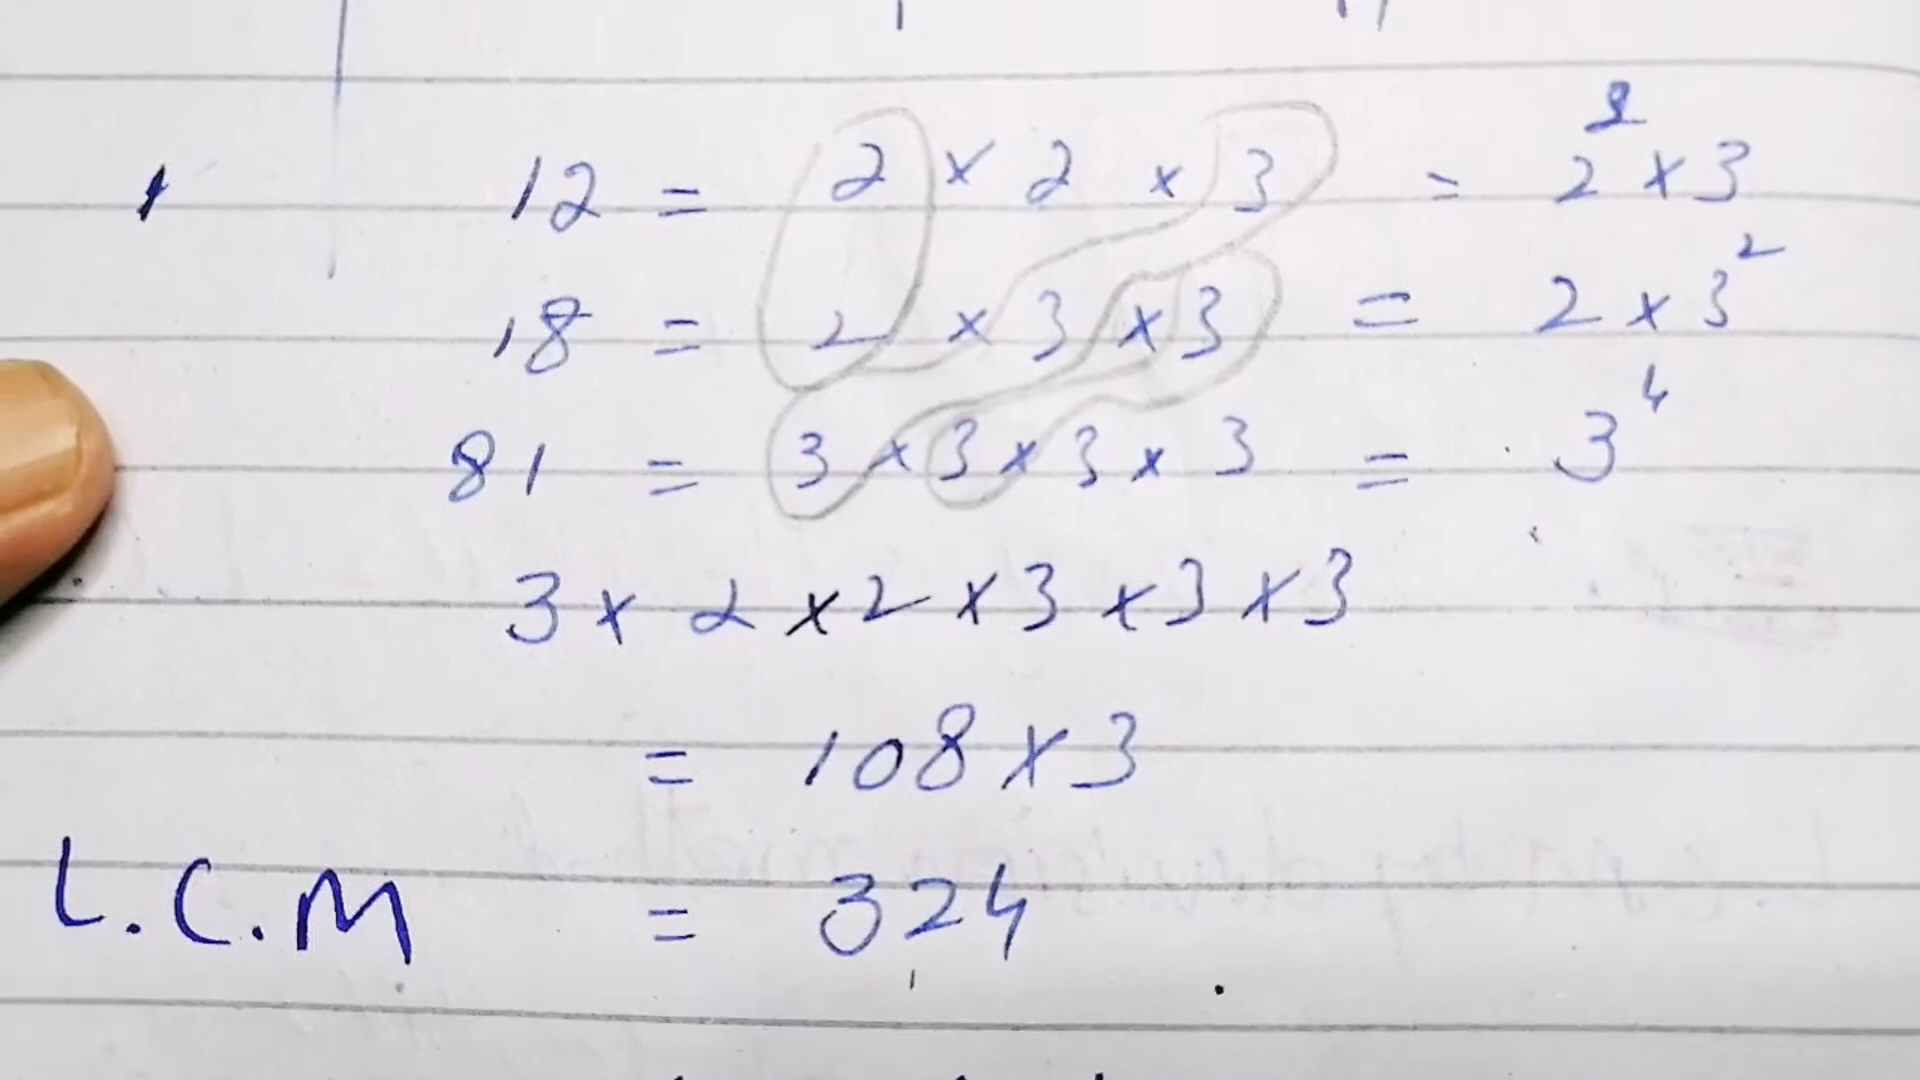 12 = 2 × 2 × 3 = 2² × 3
18 = 2 × 3 × 3 = 2 × 3²
81 = 3 × 3 × 3 × 3 = 3⁴
3 × 2 × 2 × 3 × 3 × 3
= 108 × 3
L.C.M = 324